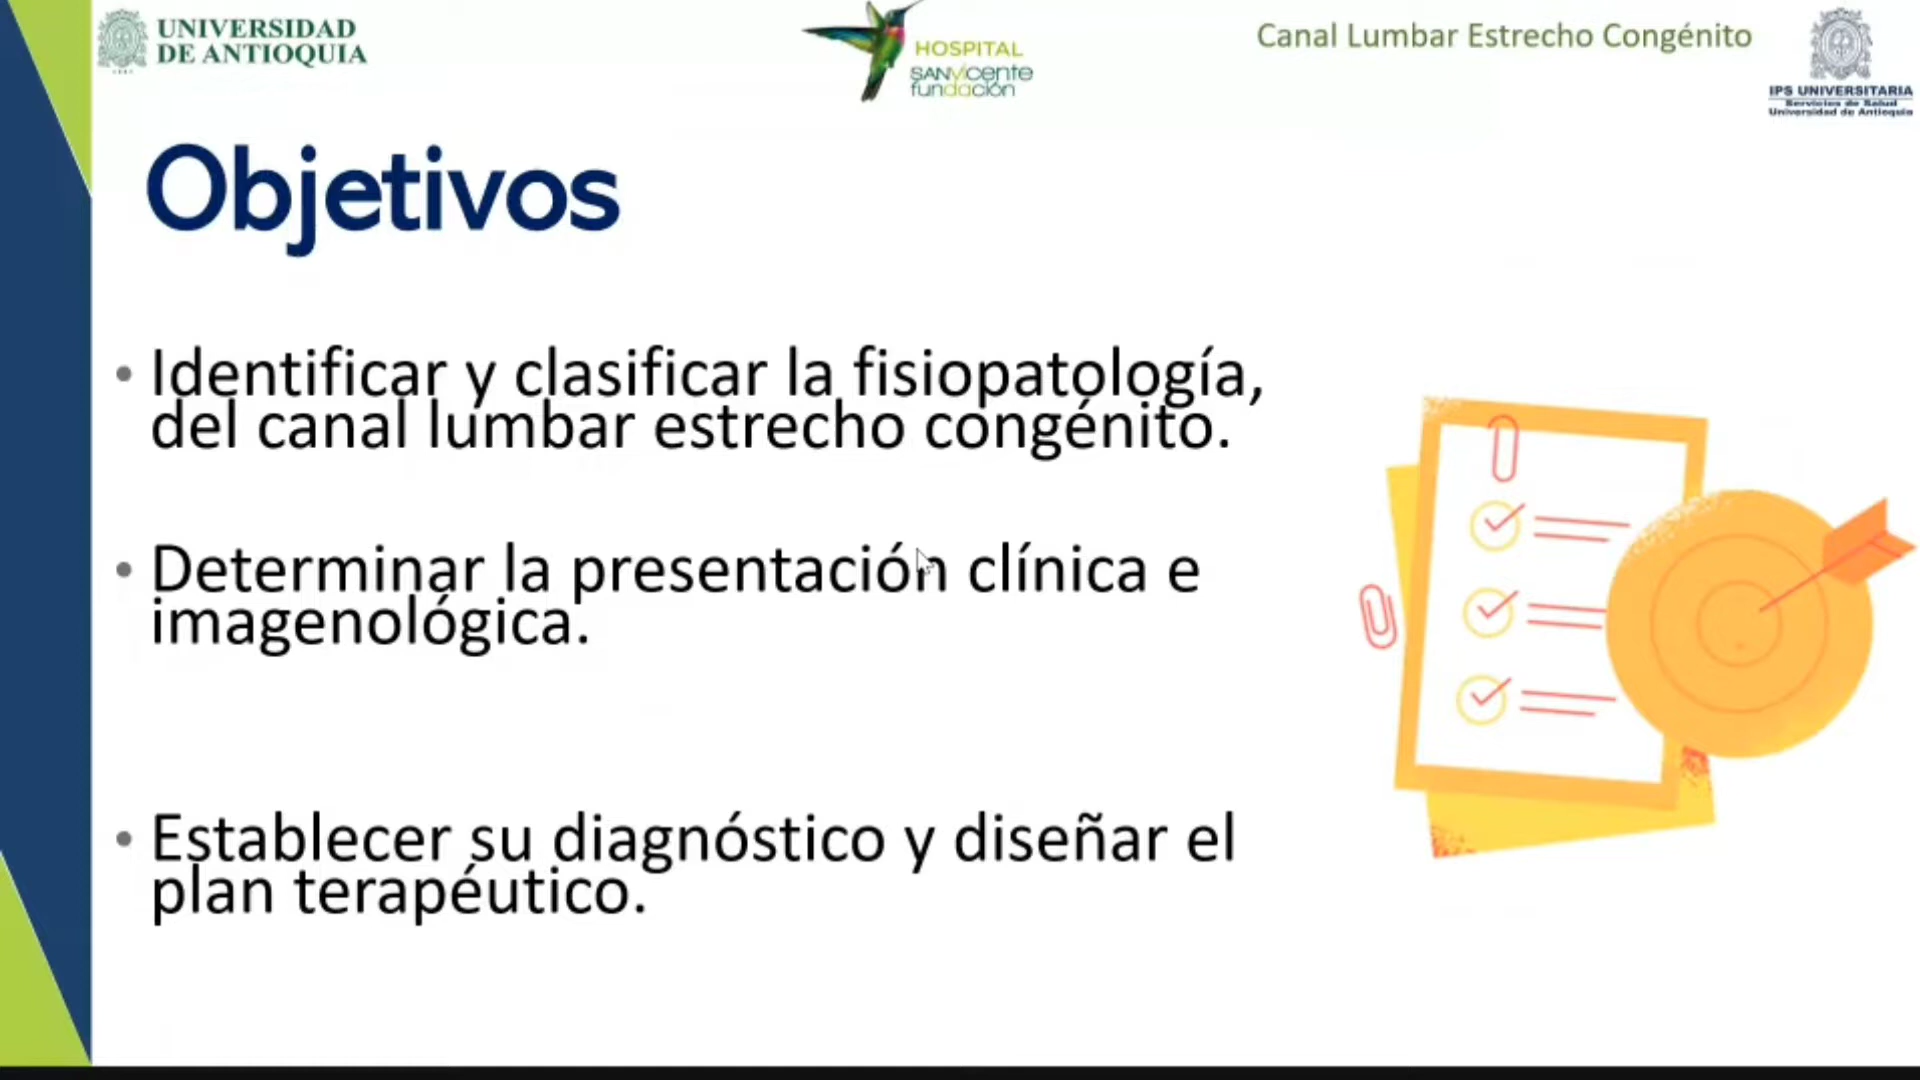 UNIVERSIDAD
DE ANTIOQUIA
HOSPITAL
SANVicente
fundación
Canal Lumbar Estrecho Congénito
IPS UNIVERSITARIA
Servicios de Salud
Universidad de Antioquia
Objetivos
• Identificar y clasificar la fisiopatología,
del canal lumbar estrecho congénito.
• Determinar la presentación clínica e
imagenológica.
• Establecer su diagnóstico y diseñar el
plan terapéutico.